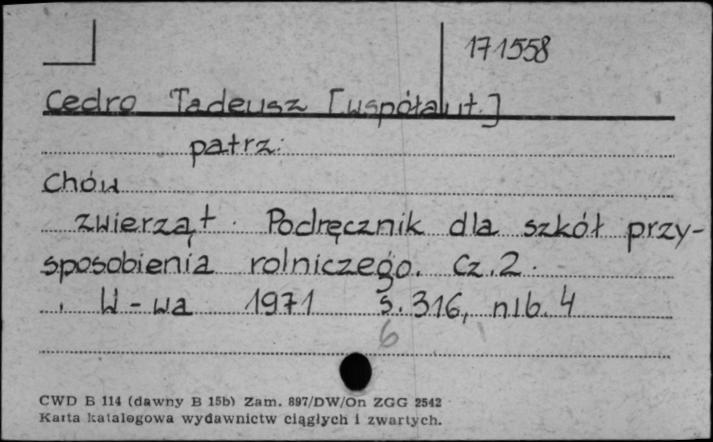 171558
Cedro Tadeusz [współaut.]
patrz:
Chów
zwierząt. Podręcznik dla szkół przy-
sposobienia rolniczego. Cz. 2.
W-wa 1971 s. 316, nlb. 4
6
CWD B 114 (dawny B 15b) Zam. 897/DW/On ZGG 2542
Karta katalogowa wydawnictw ciągłych i zwartych.